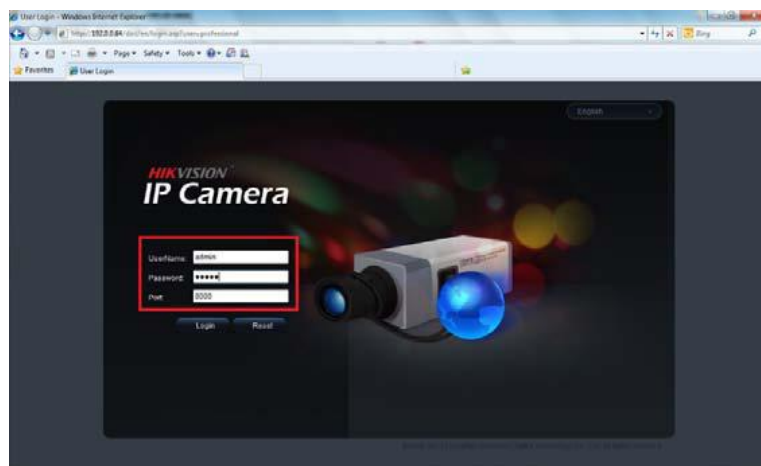 User Login - Windows Internet Explorer
Bing
Page Safety Tools
Favorites User Login
English
HIKVISION
IP Camera
UserName: admin
Password: •••••
Port: 8000
Login Reset